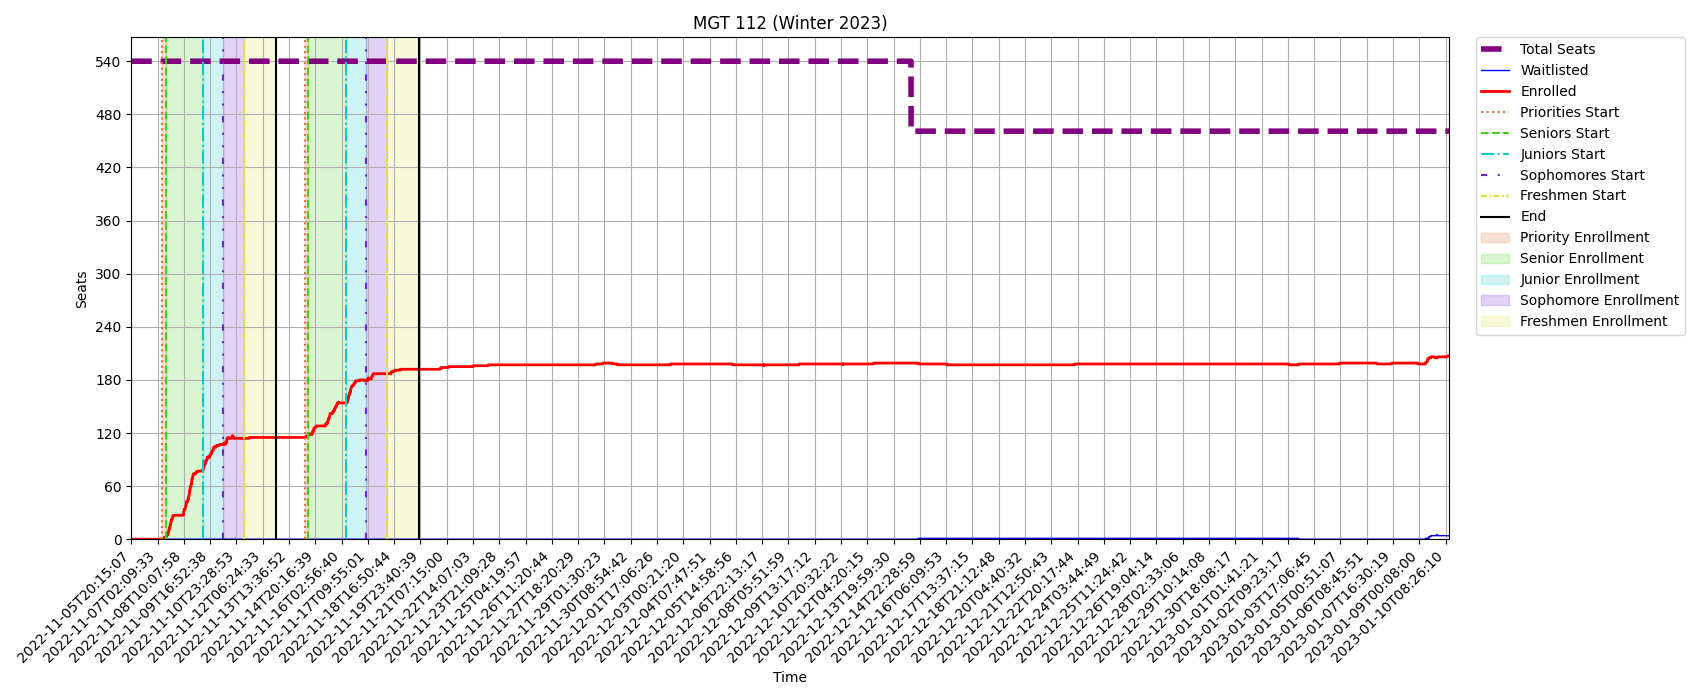 MGT 112 (Winter 2023)
Seats
540
480
420
360
300
240
180
120
60
0
2022-11-05T20:15:07
2022-11-07T02:09:33
2022-11-08T10:07:58
2022-11-09T16:52:38
2022-11-10T23:28:53
2022-11-12T06:24:33
2022-11-13T13:36:52
2022-11-14T20:16:39
2022-11-16T02:56:40
2022-11-17T09:55:01
2022-11-18T16:50:44
2022-11-19T23:40:39
2022-11-21T07:15:00
2022-11-22T14:07:03
2022-11-23T21:09:28
2022-11-25T04:19:57
2022-11-26T11:20:44
2022-11-27T18:20:29
2022-11-29T01:30:23
2022-11-30T08:54:42
2022-12-01T17:06:26
2022-12-03T00:21:20
2022-12-04T07:47:51
2022-12-05T14:58:56
2022-12-06T22:13:17
2022-12-08T05:51:59
2022-12-09T13:17:12
2022-12-10T20:32:22
2022-12-12T04:20:15
2022-12-13T19:59:30
2022-12-14T22:28:59
2022-12-16T06:09:53
2022-12-17T13:37:15
2022-12-18T21:12:48
2022-12-20T04:40:32
2022-12-21T12:50:43
2022-12-22T20:17:44
2022-12-24T03:44:49
2022-12-25T11:24:42
2022-12-26T19:04:14
2022-12-28T02:33:06
2022-12-29T10:14:08
2022-12-30T18:08:17
2023-01-01T01:41:21
2023-01-02T09:23:17
2023-01-03T17:06:45
2023-01-05T00:51:07
2023-01-06T08:45:51
2023-01-07T16:30:19
2023-01-09T00:08:00
2023-01-10T08:26:10
Time
Total Seats
Waitlisted
Enrolled
Priorities Start
Seniors Start
Juniors Start
Sophomores Start
Freshmen Start
End
Priority Enrollment
Senior Enrollment
Junior Enrollment
Sophomore Enrollment
Freshmen Enrollment